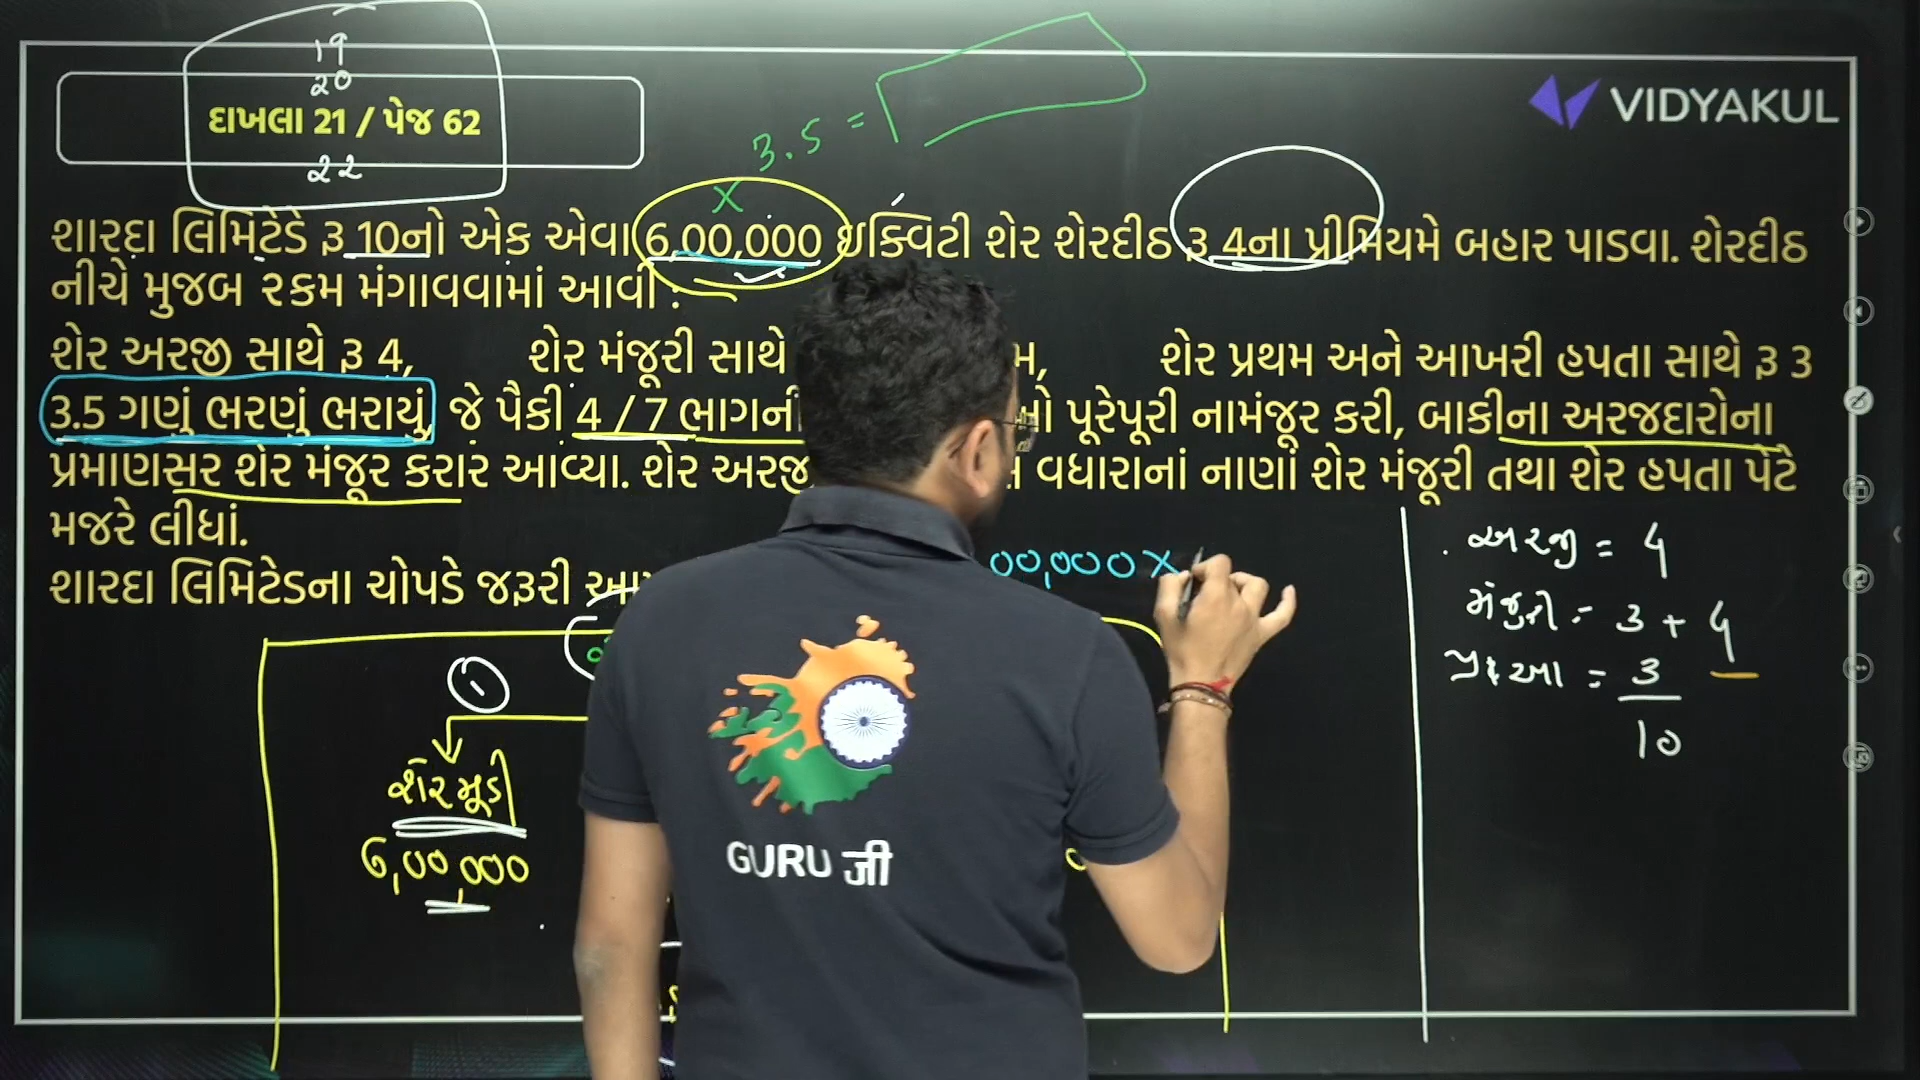 19
20
દાખલા 21 / પેજ 62
22
VIDYAKUL
x 3.5 =
શારદા લિમિટેડે રૂ 10નો એક એવા 6,00,000 ઇક્વિટી શેર શેરદીઠ રૂ 4ના પ્રીમિયમે બહાર પાડવા. શેરદીઠ
નીચે મુજબ રકમ મંગાવવામાં આવી :
શેર અરજી સાથે રૂ 4, શેર મંજૂરી સાથે શેર પ્રથમ અને આખરી હપતા સાથે રૂ 3
3.5 ગણું ભરણું ભરાયું, જે પૈકી 4 / 7 ભાગની પૂરેપૂરી નામંજૂર કરી, બાકીના અરજદારોના
પ્રમાણસર શેર મંજૂર કરાર આવ્યા. શેર વધારાનાં નાણાં શેર મંજૂરી તથા શેર હપતા પેટે
મજરે લીધાં.
શારદા લિમિટેડના ચોપડે જરૂરી
00,000 x
અરજી = 4
મંજુરી = 3 + 4
= 3
10
શેરમૂડી
6,00,000
GURU जी